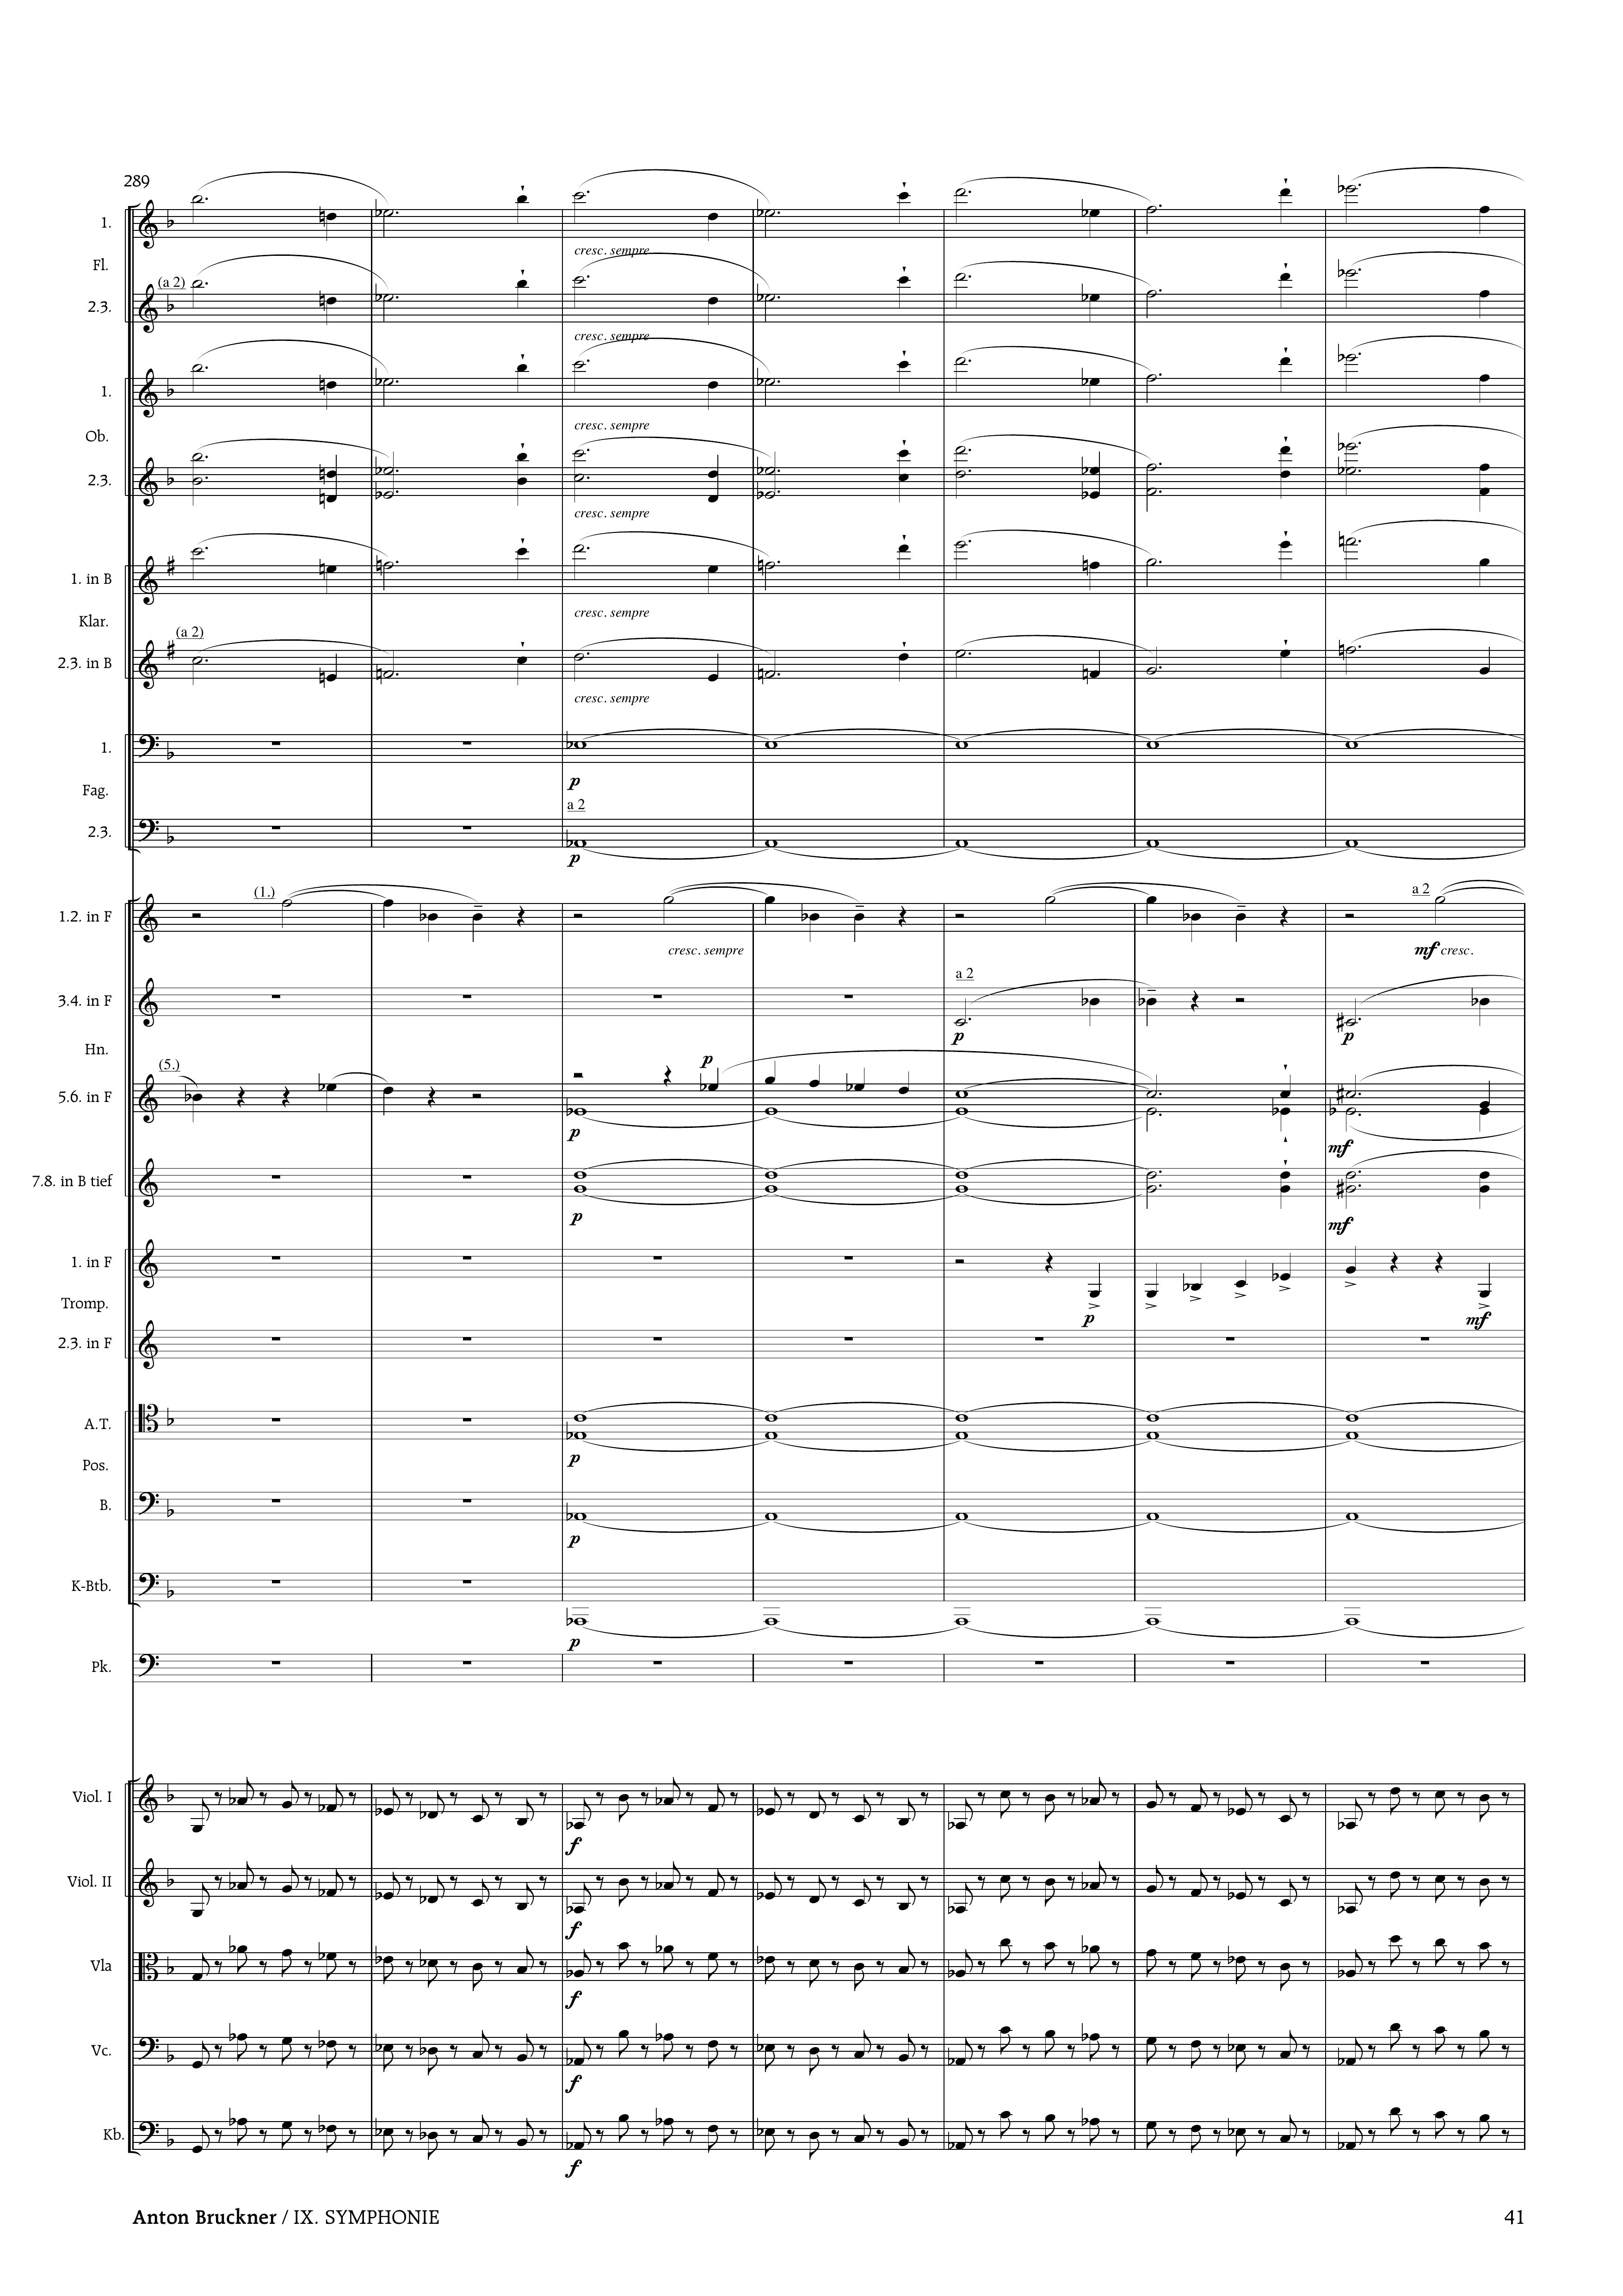 289
1.
Fl.
cresc. sempre
(a 2)
2.3.
cresc. sempre
1.
cresc. sempre
Ob.
2.3.
cresc. sempre
1. in B
cresc. sempre
Klar.
(a 2)
2.3. in B
cresc. sempre
1.
p
Fag.
a 2
2.3.
p
(1.) a 2
1.2. in F
cresc. sempre mf cresc.
a 2
3.4. in F
p p
Hn.
(5.) p
5.6. in F
p mf
7.8. in B tief
p mf
1. in F
Tromp.
p mf
2.3. in F
A.T.
p
Pos.
B.
p
K-Btb.
p
Pk.
Viol. I
f
Viol. II
f
Vla
f
Vc.
f
Kb.
f
Anton Bruckner / IX. SYMPHONIE 41